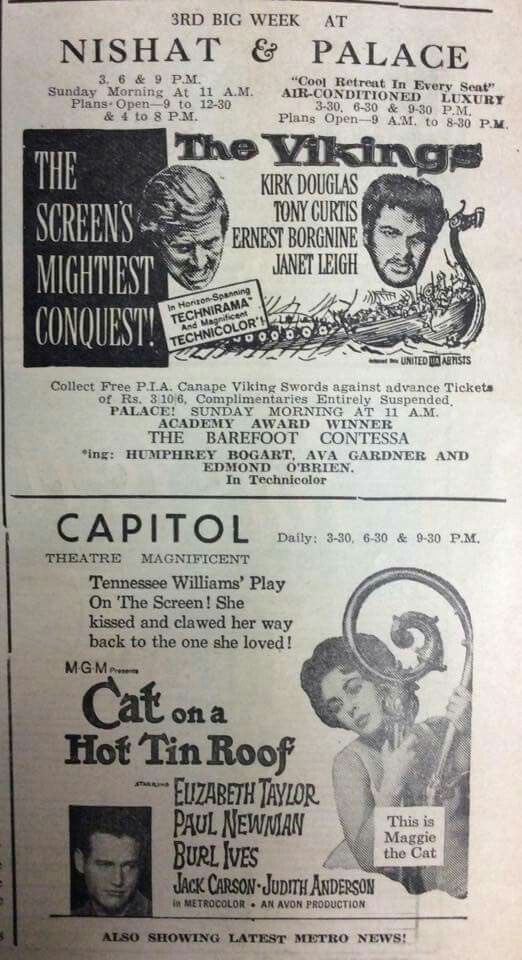 3RD BIG WEEK AT
NISHAT & PALACE
3. 6 & 9 P.M.
Sunday Morning At 11 A.M.
Plans Open—9 to 12-30
& 4 to 8 P.M.
"Cool Retreat In Every Seat"
AIR-CONDITIONED LUXURY
3-30, 6-30 & 9-30 P.M.
Plans Open—9 A.M. to 8-30 P.M.
The Vikings
THE
SCREEN'S
MIGHTIEST
CONQUEST!
KIRK DOUGLAS
TONY CURTIS
ERNEST BORGNINE
JANET LEIGH
In Horizon-Spanning
TECHNIRAMA
And Magnificent
TECHNICOLOR!
UNITED UA ARTISTS
Collect Free P.I.A. Canape Viking Swords against advance Tickets
of Rs. 3|10|6, Complimentaries Entirely Suspended.
PALACE! SUNDAY MORNING AT 11 A.M.
ACADEMY AWARD WINNER
THE BAREFOOT CONTESSA
*ing: HUMPHREY BOGART, AVA GARDNER AND
EDMOND O'BRIEN.
In Technicolor
CAPITOL
THEATRE MAGNIFICENT
Daily: 3-30, 6-30 & 9-30 P.M.
Tennessee Williams' Play
On The Screen! She
kissed and clawed her way
back to the one she loved!
M-G-M Presents
Cat on a
Hot Tin Roof
STARRING
ELIZABETH TAYLOR
PAUL NEWMAN
BURL IVES
JACK CARSON · JUDITH ANDERSON
in METROCOLOR • AN AVON PRODUCTION
This is
Maggie
the Cat
ALSO SHOWING LATEST METRO NEWS!